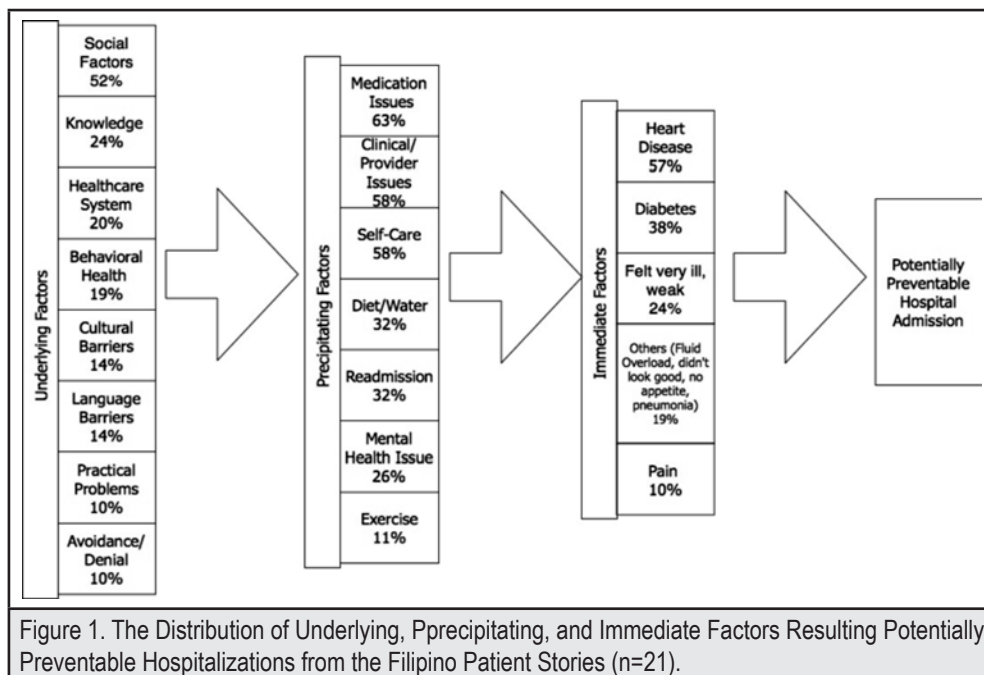 Underlying Factors
Social
Factors
52%
Knowledge
24%
Healthcare
System
20%
Behavioral
Health
19%
Cultural
Barriers
14%
Language
Barriers
14%
Practical
Problems
10%
Avoidance/
Denial
10%
Precipitating Factors
Medication
Issues
63%
Clinical/
Provider
Issues
58%
Self-Care
58%
Diet/Water
32%
Readmission
32%
Mental
Health Issue
26%
Exercise
11%
Immediate Factors
Heart
Disease
57%
Diabetes
38%
Felt very ill,
weak
24%
Others (Fluid
Overload, didn't
look good, no
appetite,
pneumonia)
19%
Pain
10%
Potentially
Preventable
Hospital
Admission
Figure 1. The Distribution of Underlying, Pprecipitating, and Immediate Factors Resulting Potentially
Preventable Hospitalizations from the Filipino Patient Stories (n=21).